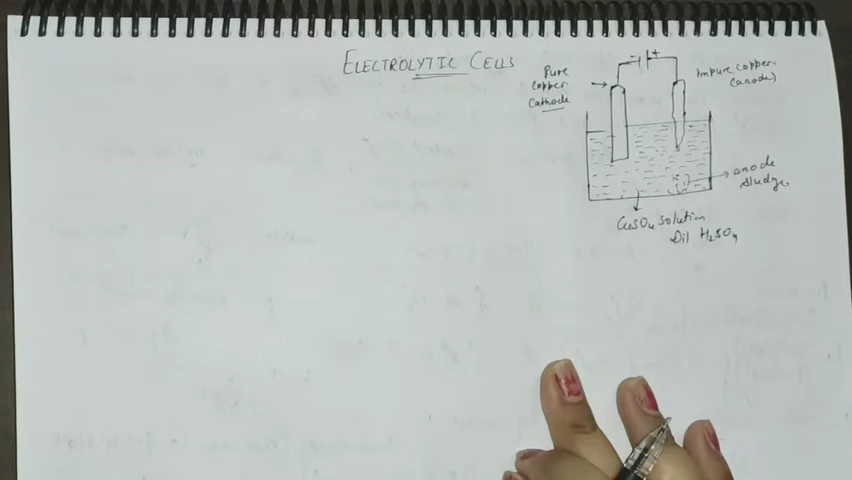 ELECTROLYTIC CELLS
- +
Pure
copper
cathode
Impure copper
(anode)
anode
sludge
CuSO4 solution
Dil H2SO4